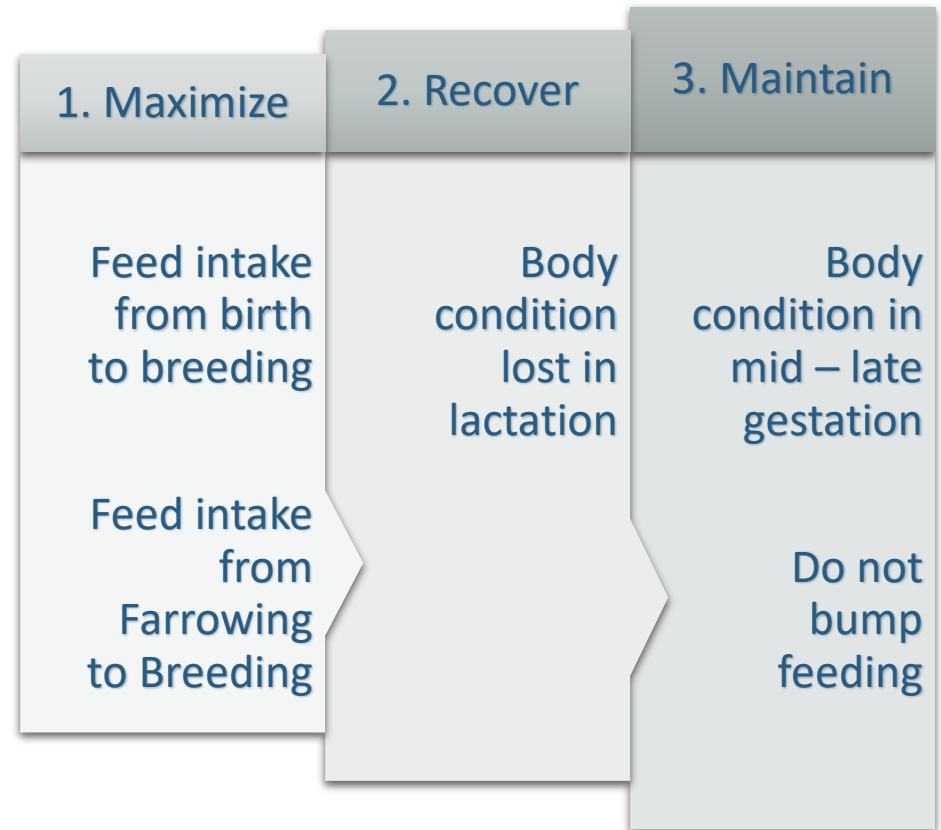 1. Maximize
Feed intake
from birth
to breeding
Feed intake
from
Farrowing
to Breeding
2. Recover
Body
condition
lost in
lactation
3. Maintain
Body
condition in
mid – late
gestation
Do not
bump
feeding